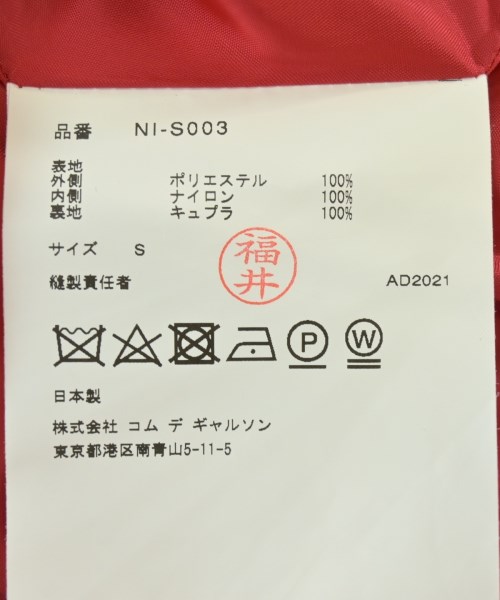 品番 NI-S003
表地
外側 ポリエステル 100%
内側 ナイロン 100%
裏地 キュプラ 100%
サイズ S
福井
縫製責任者 AD2021
P W
日本製
株式会社 コム デ ギャルソン
東京都港区南青山5-11-5